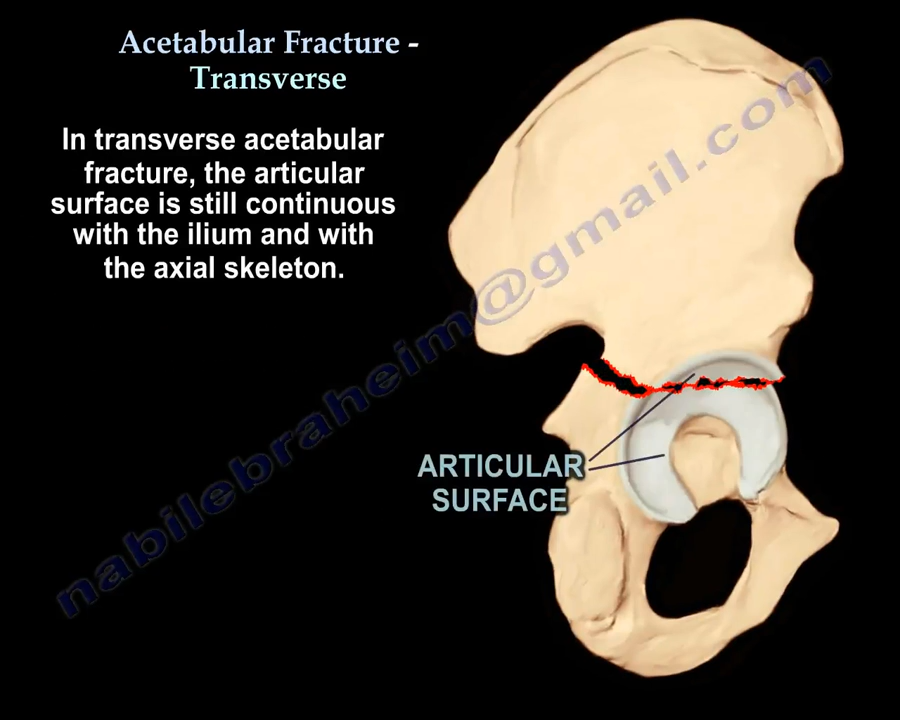 Acetabular Fracture -
Transverse
In transverse acetabular
fracture, the articular
surface is still continuous
with the ilium and with
the axial skeleton.
ARTICULAR
SURFACE
nabilebraheim@gmail.com